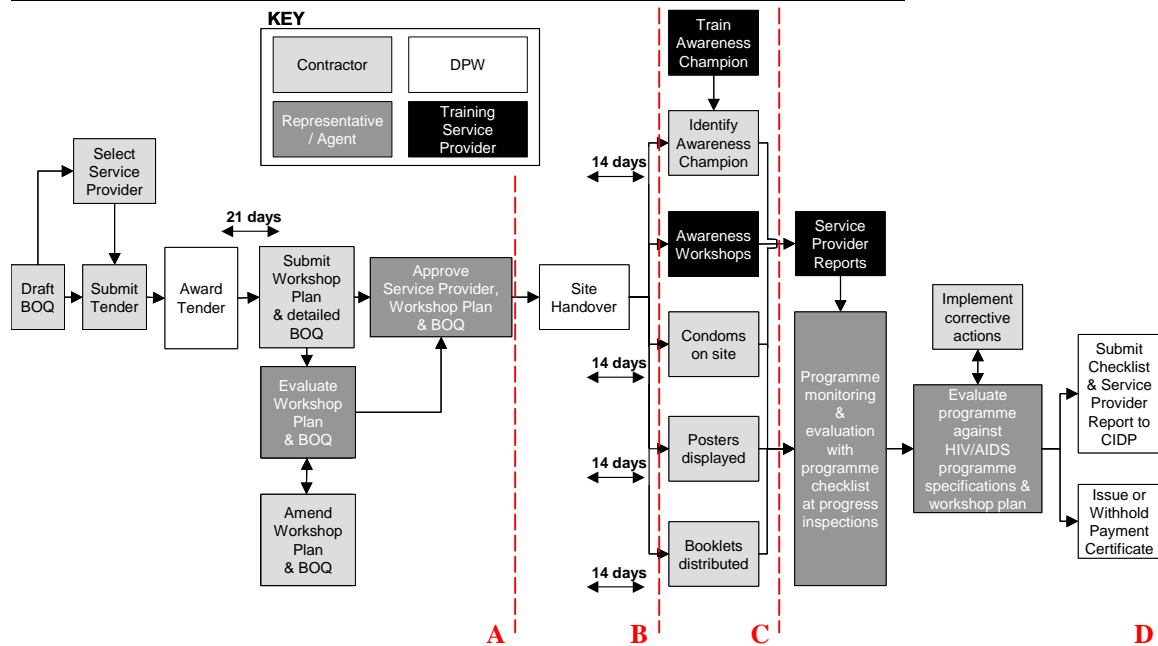 KEY
Contractor
DPW
Representative
/ Agent
Training
Service
Provider
Train
Awareness
Champion
Identify
Awareness
Champion
14 days
Select
Service
Provider
21 days
Draft
BOQ
Submit
Tender
Award
Tender
Submit
Workshop
Plan
& detailed
BOQ
Approve
Service Provider,
Workshop Plan
& BOQ
Evaluate
Workshop
Plan
& BOQ
Amend
Workshop
Plan
& BOQ
Site
Handover
Awareness
Workshops
Condoms
on site
14 days
Posters
displayed
14 days
Booklets
distributed
14 days
Service
Provider
Reports
Programme
monitoring
&
evaluation
with
programme
checklist
at progress
inspections
Implement
corrective
actions
Evaluate
programme
against
HIV/AIDS
programme
specifications &
workshop plan
Submit
Checklist
& Service
Provider
Report to
CIDP
Issue or
Withhold
Payment
Certificate
A
B
C
D